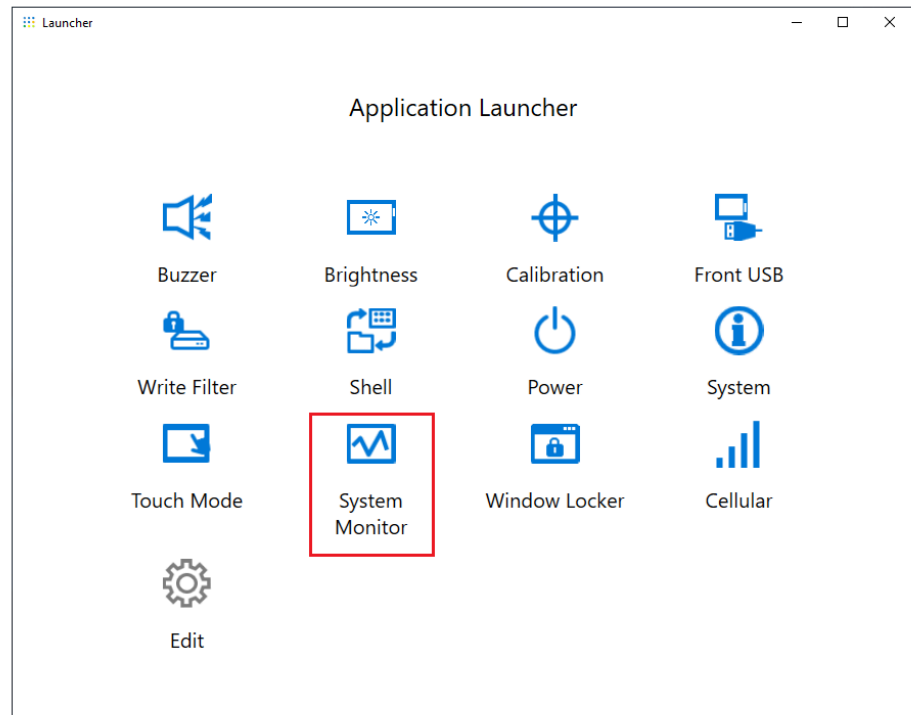 Launcher
Application Launcher
Buzzer
Brightness
Calibration
Front USB
Write Filter
Shell
Power
System
Touch Mode
System
Monitor
Window Locker
Cellular
Edit